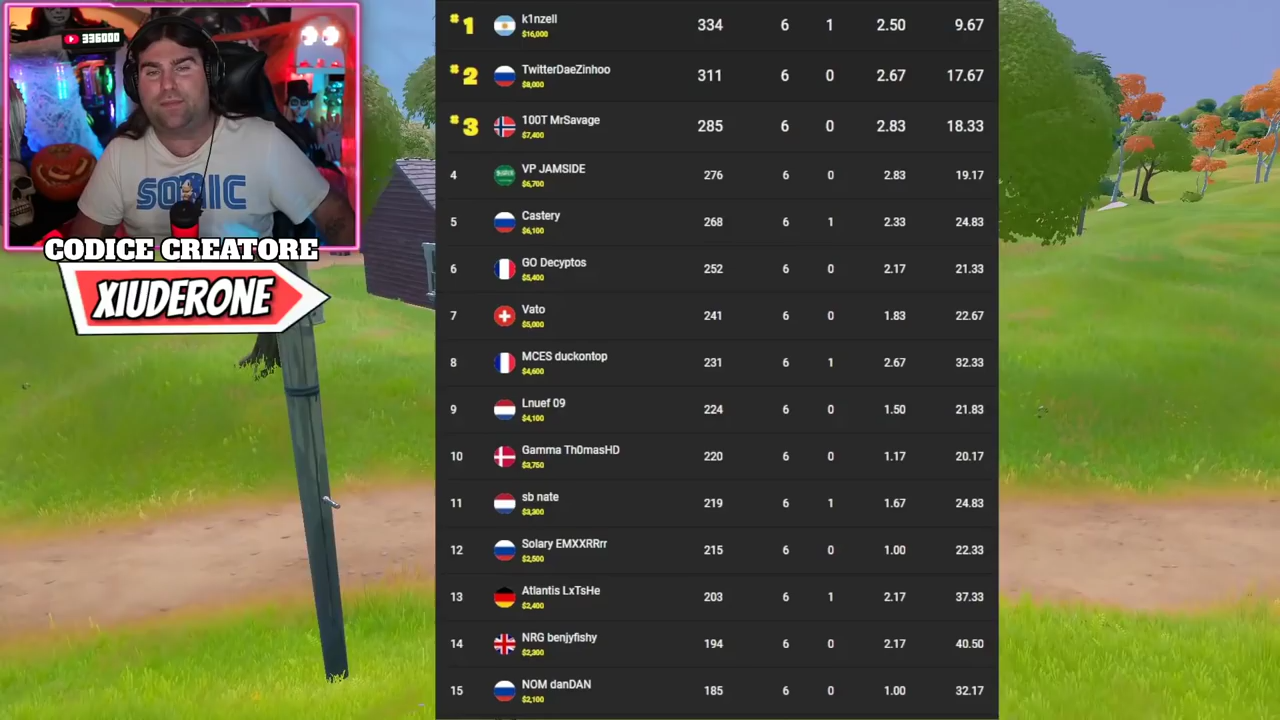 336000
SONIC
CODICE CREATORE
XIUDERONE
#1 k1nzell 334 6 1 2.50 9.67
$16,000
#2 TwitterDaeZinhoo 311 6 0 2.67 17.67
$8,000
#3 100T MrSavage 285 6 0 2.83 18.33
$7,400
4 VP JAMSIDE 276 6 0 2.83 19.17
$6,700
5 Castery 268 6 1 2.33 24.83
$6,100
6 GO Decyptos 252 6 0 2.17 21.33
$5,400
7 Vato 241 6 0 1.83 22.67
$5,000
8 MCES duckontop 231 6 1 2.67 32.33
$4,600
9 Lnuef 09 224 6 0 1.50 21.83
$4,100
10 Gamma Th0masHD 220 6 0 1.17 20.17
$3,750
11 sb nate 219 6 1 1.67 24.83
$3,300
12 Solary EMXXRRrr 215 6 0 1.00 22.33
$2,500
13 Atlantis LxTsHe 203 6 1 2.17 37.33
$2,400
14 NRG benjyfishy 194 6 0 2.17 40.50
$2,300
15 NOM danDAN 185 6 0 1.00 32.17
$2,100